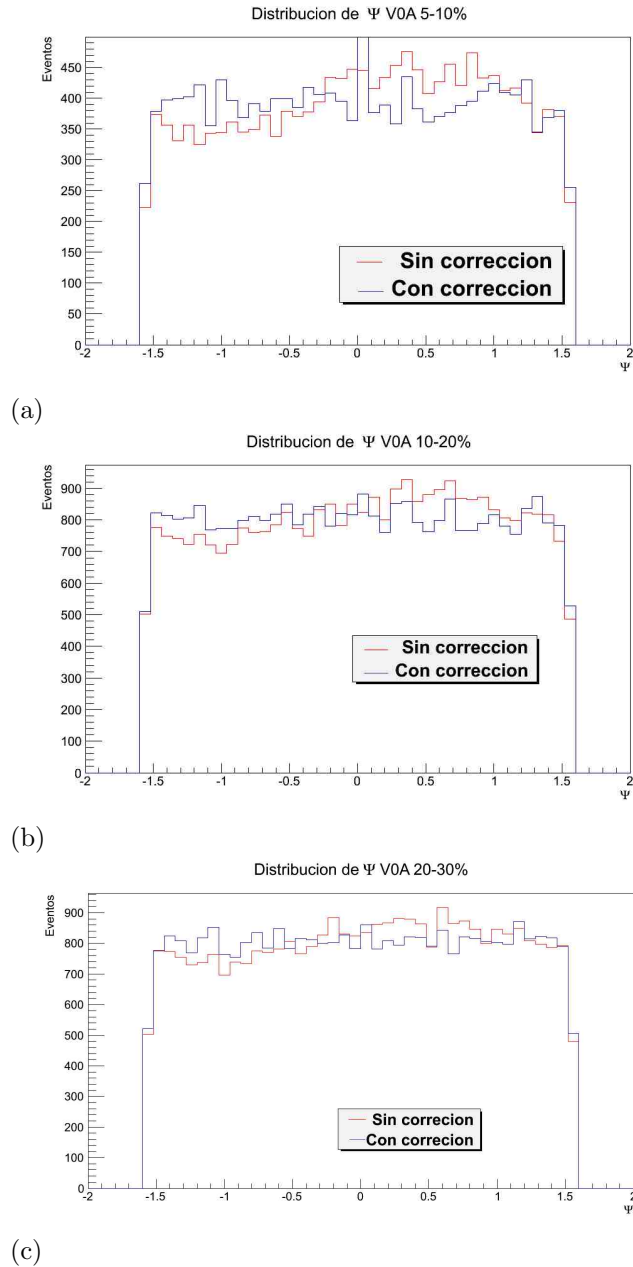 Distribucion de Ψ V0A 5-10%
Eventos
450
400
350
300
250
200
150
100
50
0
Sin correccion
Con correccion
-2 -1.5 -1 -0.5 0 0.5 1 1.5 2
Ψ
(a)
Distribucion de Ψ V0A 10-20%
Eventos
900
800
700
600
500
400
300
200
100
0
Sin correccion
Con correccion
-2 -1.5 -1 -0.5 0 0.5 1 1.5 2
Ψ
(b)
Distribucion de Ψ V0A 20-30%
Eventos
900
800
700
600
500
400
300
200
100
0
Sin correcion
Con correcion
-2 -1.5 -1 -0.5 0 0.5 1 1.5 2
Ψ
(c)